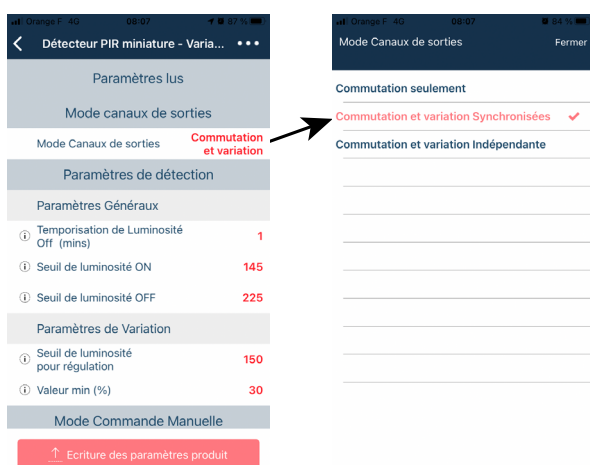 Orange F 4G 08:07 87 %
Détecteur PIR miniature - Varia...
Paramètres lus
Mode canaux de sorties
Mode Canaux de sorties
Commutation
et variation
Paramètres de détection
Paramètres Généraux
Temporisation de Luminosité
Off (mins)
1
Seuil de luminosité ON
145
Seuil de luminosité OFF
225
Paramètres de Variation
Seuil de luminosité
pour régulation
150
Valeur min (%)
30
Mode Commande Manuelle
Ecriture des paramètres produit
Orange F 4G 08:07 84 %
Mode Canaux de sorties
Fermer
Commutation seulement
Commutation et variation Synchronisées
Commutation et variation Indépendante